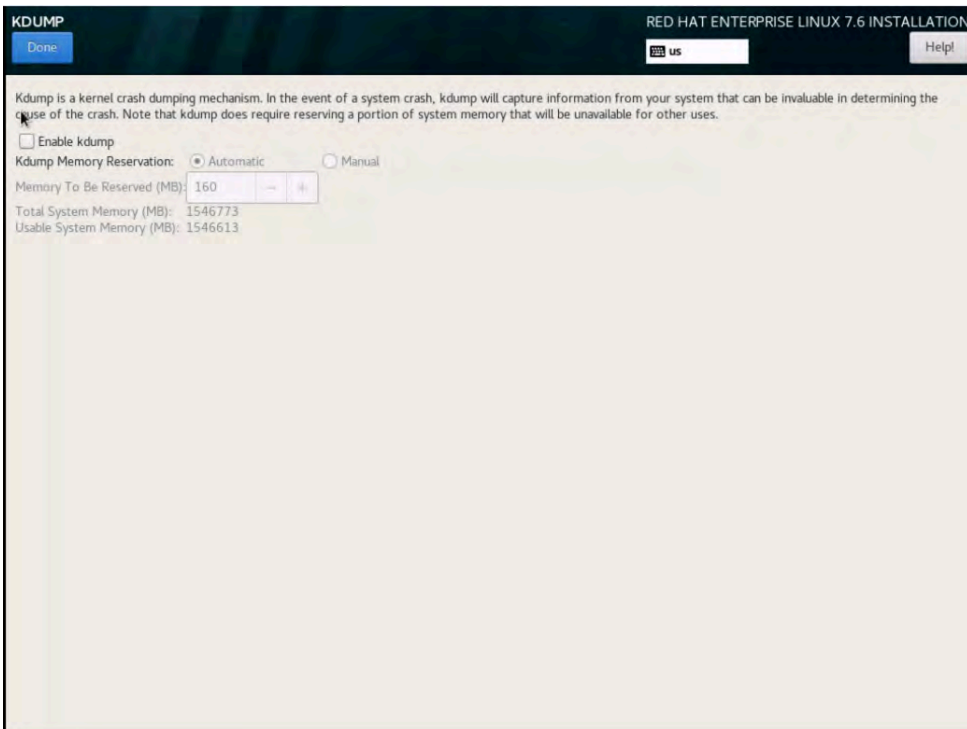 KDUMP
RED HAT ENTERPRISE LINUX 7.6 INSTALLATION
Done
us
Help!
Kdump is a kernel crash dumping mechanism. In the event of a system crash, kdump will capture information from your system that can be invaluable in determining the
cause of the crash. Note that kdump does require reserving a portion of system memory that will be unavailable for other uses.
Enable kdump
Kdump Memory Reservation: Automatic Manual
Memory To Be Reserved (MB): 160 - +
Total System Memory (MB): 1546773
Usable System Memory (MB): 1546613